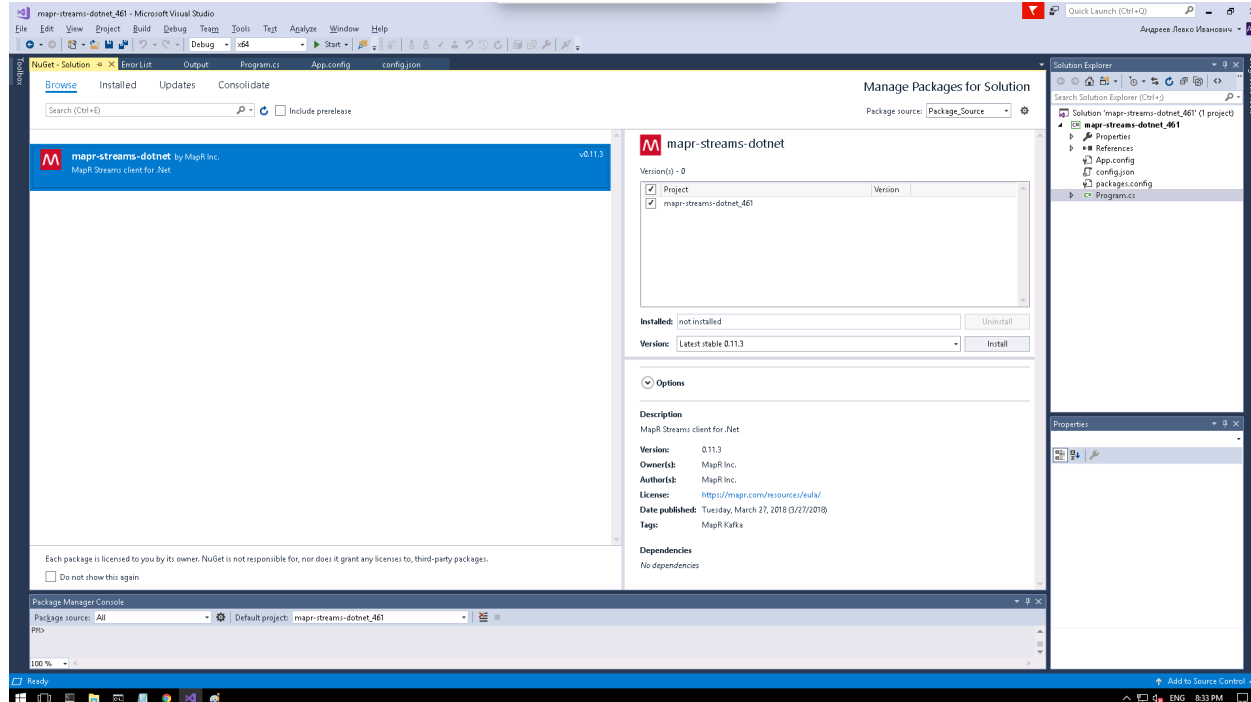 mapr-streams-dotnet_461 - Microsoft Visual Studio
Quick Launch (Ctrl+Q)
File Edit View Project Build Debug Team Tools Test Analyze Window Help
Андреев Левко Иванович
Debug x64 Start
Toolbox
NuGet - Solution Error List Output Program.cs App.config config.json
Browse Installed Updates Consolidate
Manage Packages for Solution
Search (Ctrl+E)
Include prerelease
Package source: Package_Source
mapr-streams-dotnet by MapR Inc.
v0.11.3
MapR Streams client for .Net
mapr-streams-dotnet
Version(s) - 0
Project Version
mapr-streams-dotnet_461
Installed: not installed Uninstall
Version: Latest stable 0.11.3 Install
Options
Description
MapR Streams client for .Net
Version: 0.11.3
Owner(s): MapR Inc.
Author(s): MapR Inc.
License: https://mapr.com/resources/eula/
Date published: Tuesday, March 27, 2018 (3/27/2018)
Tags: MapR Kafka
Dependencies
No dependencies
Each package is licensed to you by its owner. NuGet is not responsible for, nor does it grant any licenses to, third-party packages.
Do not show this again
Solution Explorer
Search Solution Explorer (Ctrl+;)
Solution 'mapr-streams-dotnet_461' (1 project)
mapr-streams-dotnet_461
Properties
References
App.config
config.json
packages.config
Program.cs
Properties
Package Manager Console
Package source: All Default project: mapr-streams-dotnet_461
PM>
100 %
Ready
Add to Source Control
ENG 8:33 PM